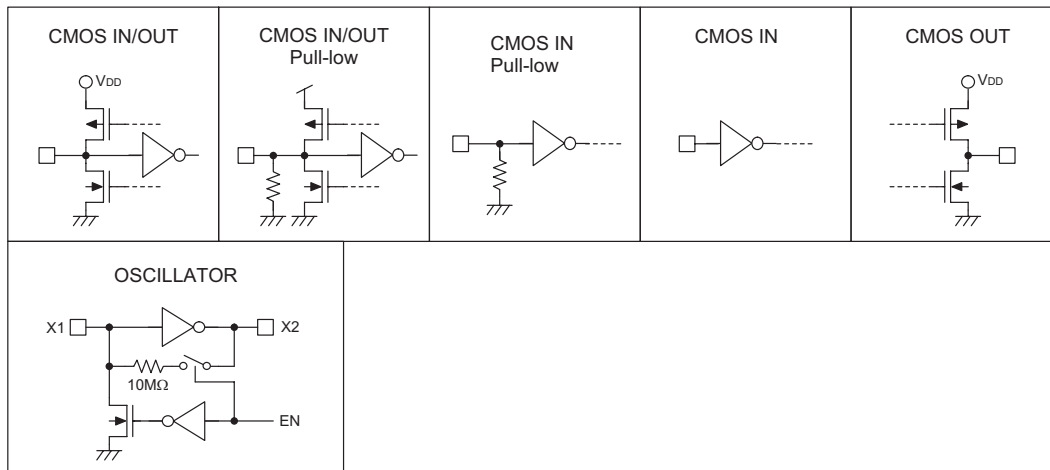 CMOS IN/OUT
VDD
CMOS IN/OUT
Pull-low
CMOS IN
Pull-low
CMOS IN
CMOS OUT
VDD
OSCILLATOR
X1
X2
10MΩ
EN